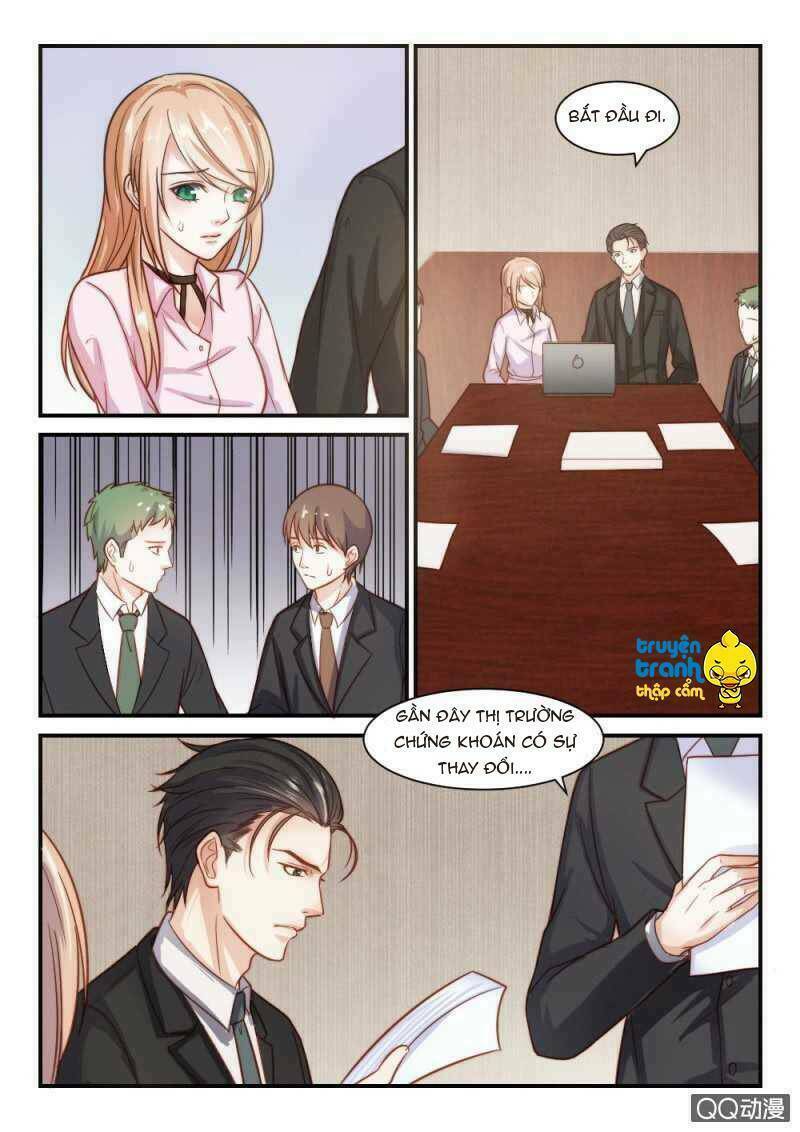 BẮT ĐẦU ĐI.
truyện
tranh
thập cẩm
GẦN ĐÂY THỊ TRƯỜNG
CHỨNG KHOÁN CÓ SỰ
THAY ĐỔI....
QQ动漫